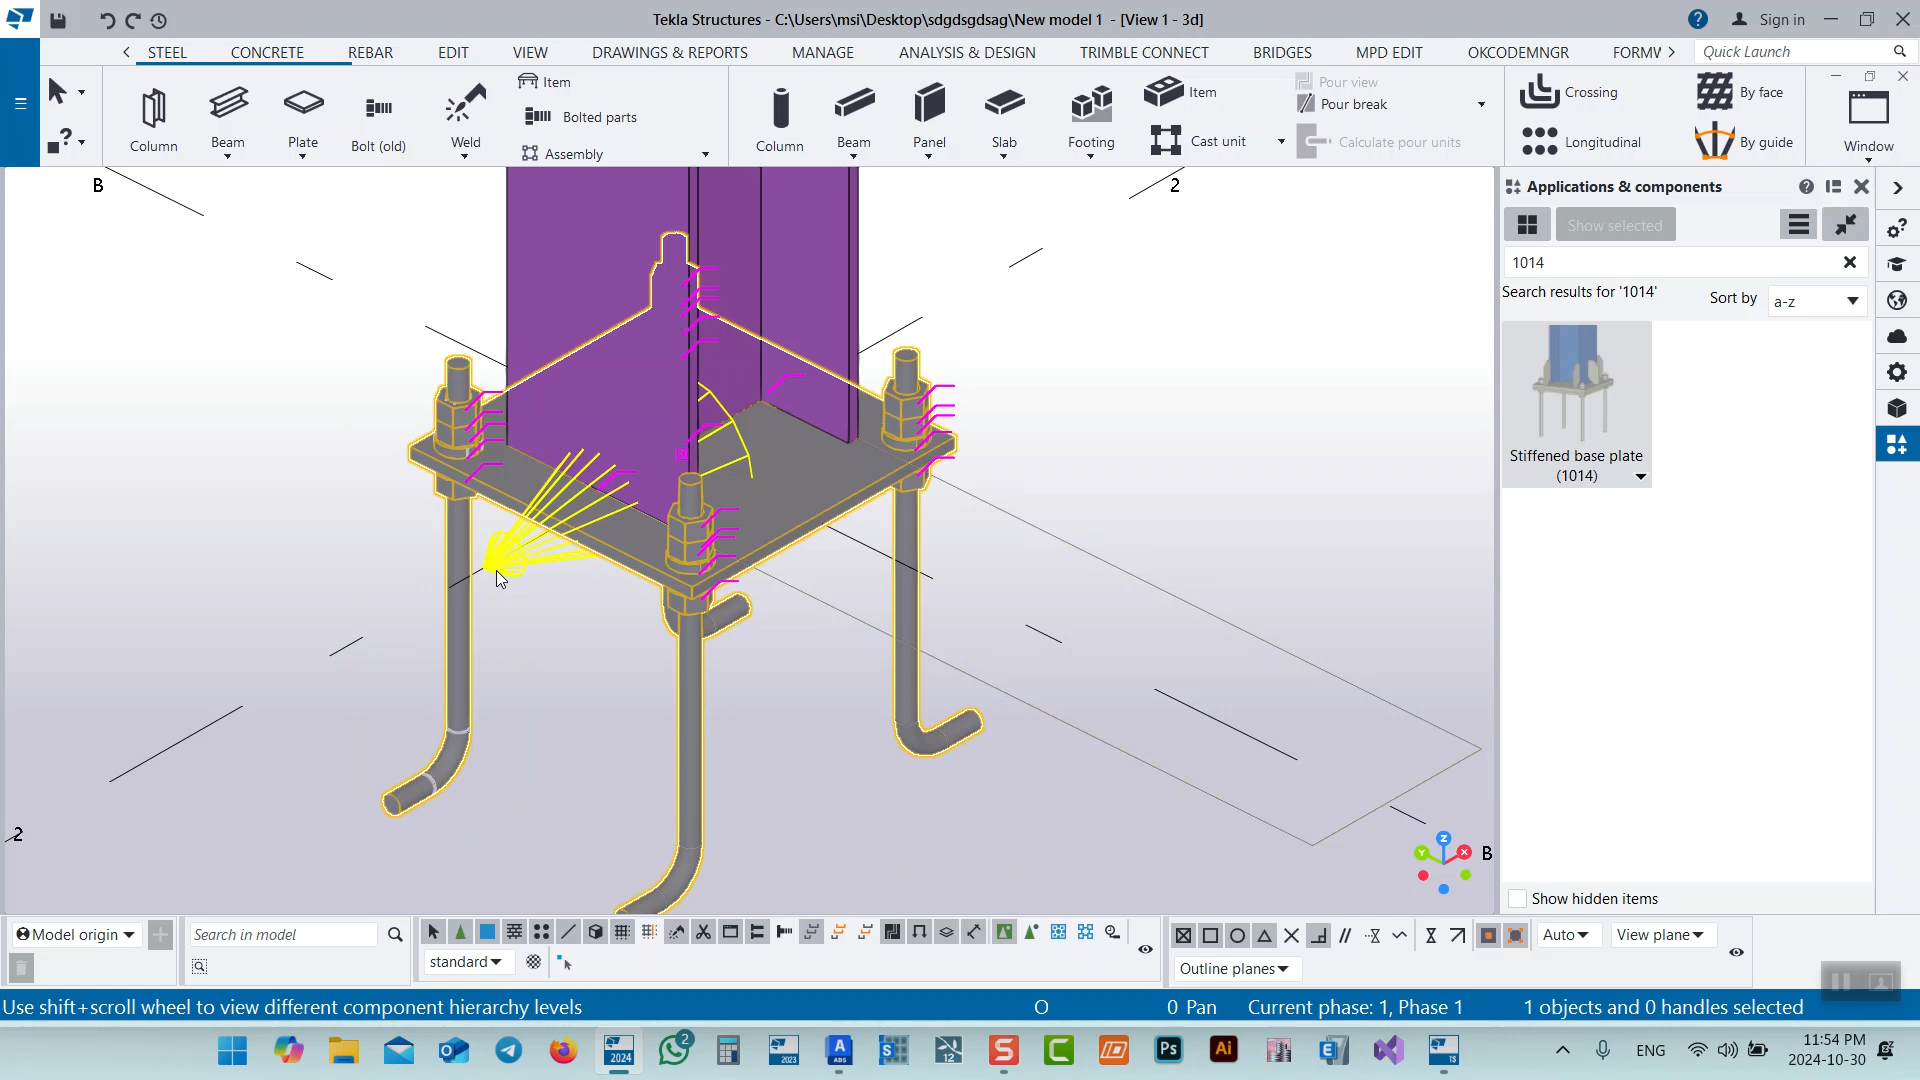 Tekla Structures - C:\Users\msi\Desktop\sdgdsgdsag\New model 1 - [View 1 - 3d]
Sign in
STEEL CONCRETE REBAR EDIT VIEW DRAWINGS & REPORTS MANAGE ANALYSIS & DESIGN TRIMBLE CONNECT BRIDGES MPD EDIT OKCODEMNGR FORMW
Quick Launch
Item
Bolted parts
Assembly
Column Beam Plate Bolt (old) Weld
Column Beam Panel Slab Footing
Item
Cast unit
Pour view
Pour break
Calculate pour units
Crossing
Longitudinal
By face
By guide
Window
B
2
2
B
Z
Y
X
Applications & components
Show selected
1014
Search results for '1014'
Sort by
a-z
Stiffened base plate
(1014)
Show hidden items
Model origin
Search in model
standard
Auto
View plane
Outline planes
Use shift+scroll wheel to view different component hierarchy levels
O
0 Pan
Current phase: 1, Phase 1
1 objects and 0 handles selected
2024
2
2023
A
S
12
S
C
Ps
Ai
E
TS
ENG
11:54 PM
2024-10-30